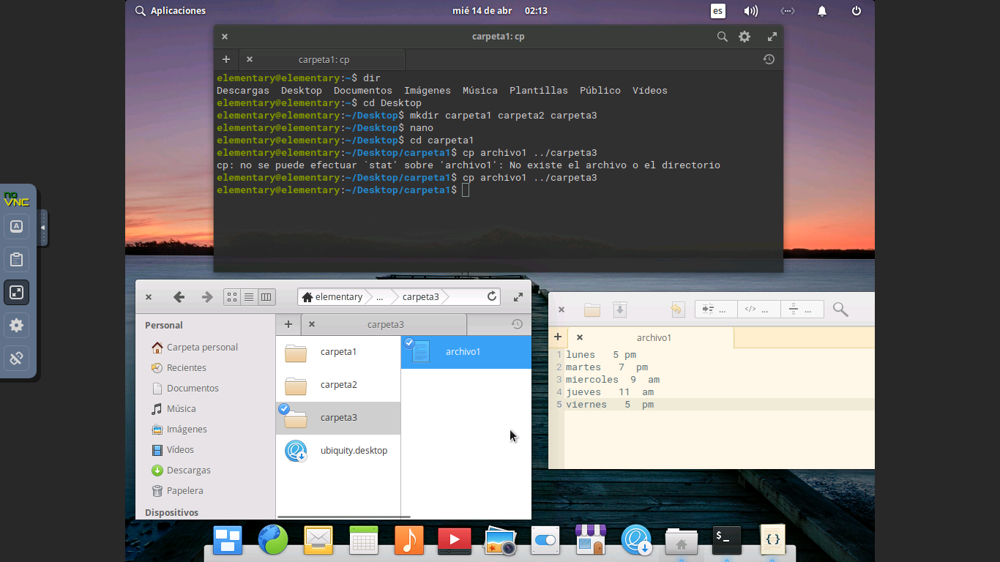 Aplicaciones
mié 14 de abr 02:13
es
carpeta1: cp
carpeta1: cp
elementary@elementary:~$ dir
Descargas Desktop Documentos Imágenes Música Plantillas Público Vídeos
elementary@elementary:~$ cd Desktop
elementary@elementary:~/Desktop$ mkdir carpeta1 carpeta2 carpeta3
elementary@elementary:~/Desktop$ nano
elementary@elementary:~/Desktop$ cd carpeta1
elementary@elementary:~/Desktop/carpeta1$ cp archivo1 ../carpeta3
cp: no se puede efectuar `stat' sobre 'archivo1': No existe el archivo o el directorio
elementary@elementary:~/Desktop/carpeta1$ cp archivo1 ../carpeta3
elementary@elementary:~/Desktop/carpeta1$
no
VNC
A
elementary ... carpeta3
carpeta3
Personal
Carpeta personal
Recientes
Documentos
Música
Imágenes
Vídeos
Descargas
Papelera
Dispositivos
carpeta1
carpeta2
carpeta3
ubiquity.desktop
archivo1
... </> ... ...
archivo1
1 lunes 5 pm
2 martes 7 pm
3 miercoles 9 am
4 jueves 11 am
5 viernes 5 pm
$_
{}